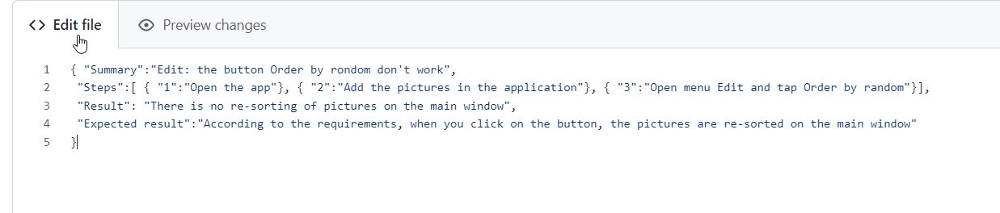 <> Edit file Preview changes
1 { "Summary":"Edit: the button Order by rondom don't work",
2 "Steps":[ { "1":"Open the app"}, { "2":"Add the pictures in the application"}, { "3":"Open menu Edit and tap Order by random"}],
3 "Result": "There is no re-sorting of pictures on the main window",
4 "Expected result":"According to the requirements, when you click on the button, the pictures are re-sorted on the main window"
5 }